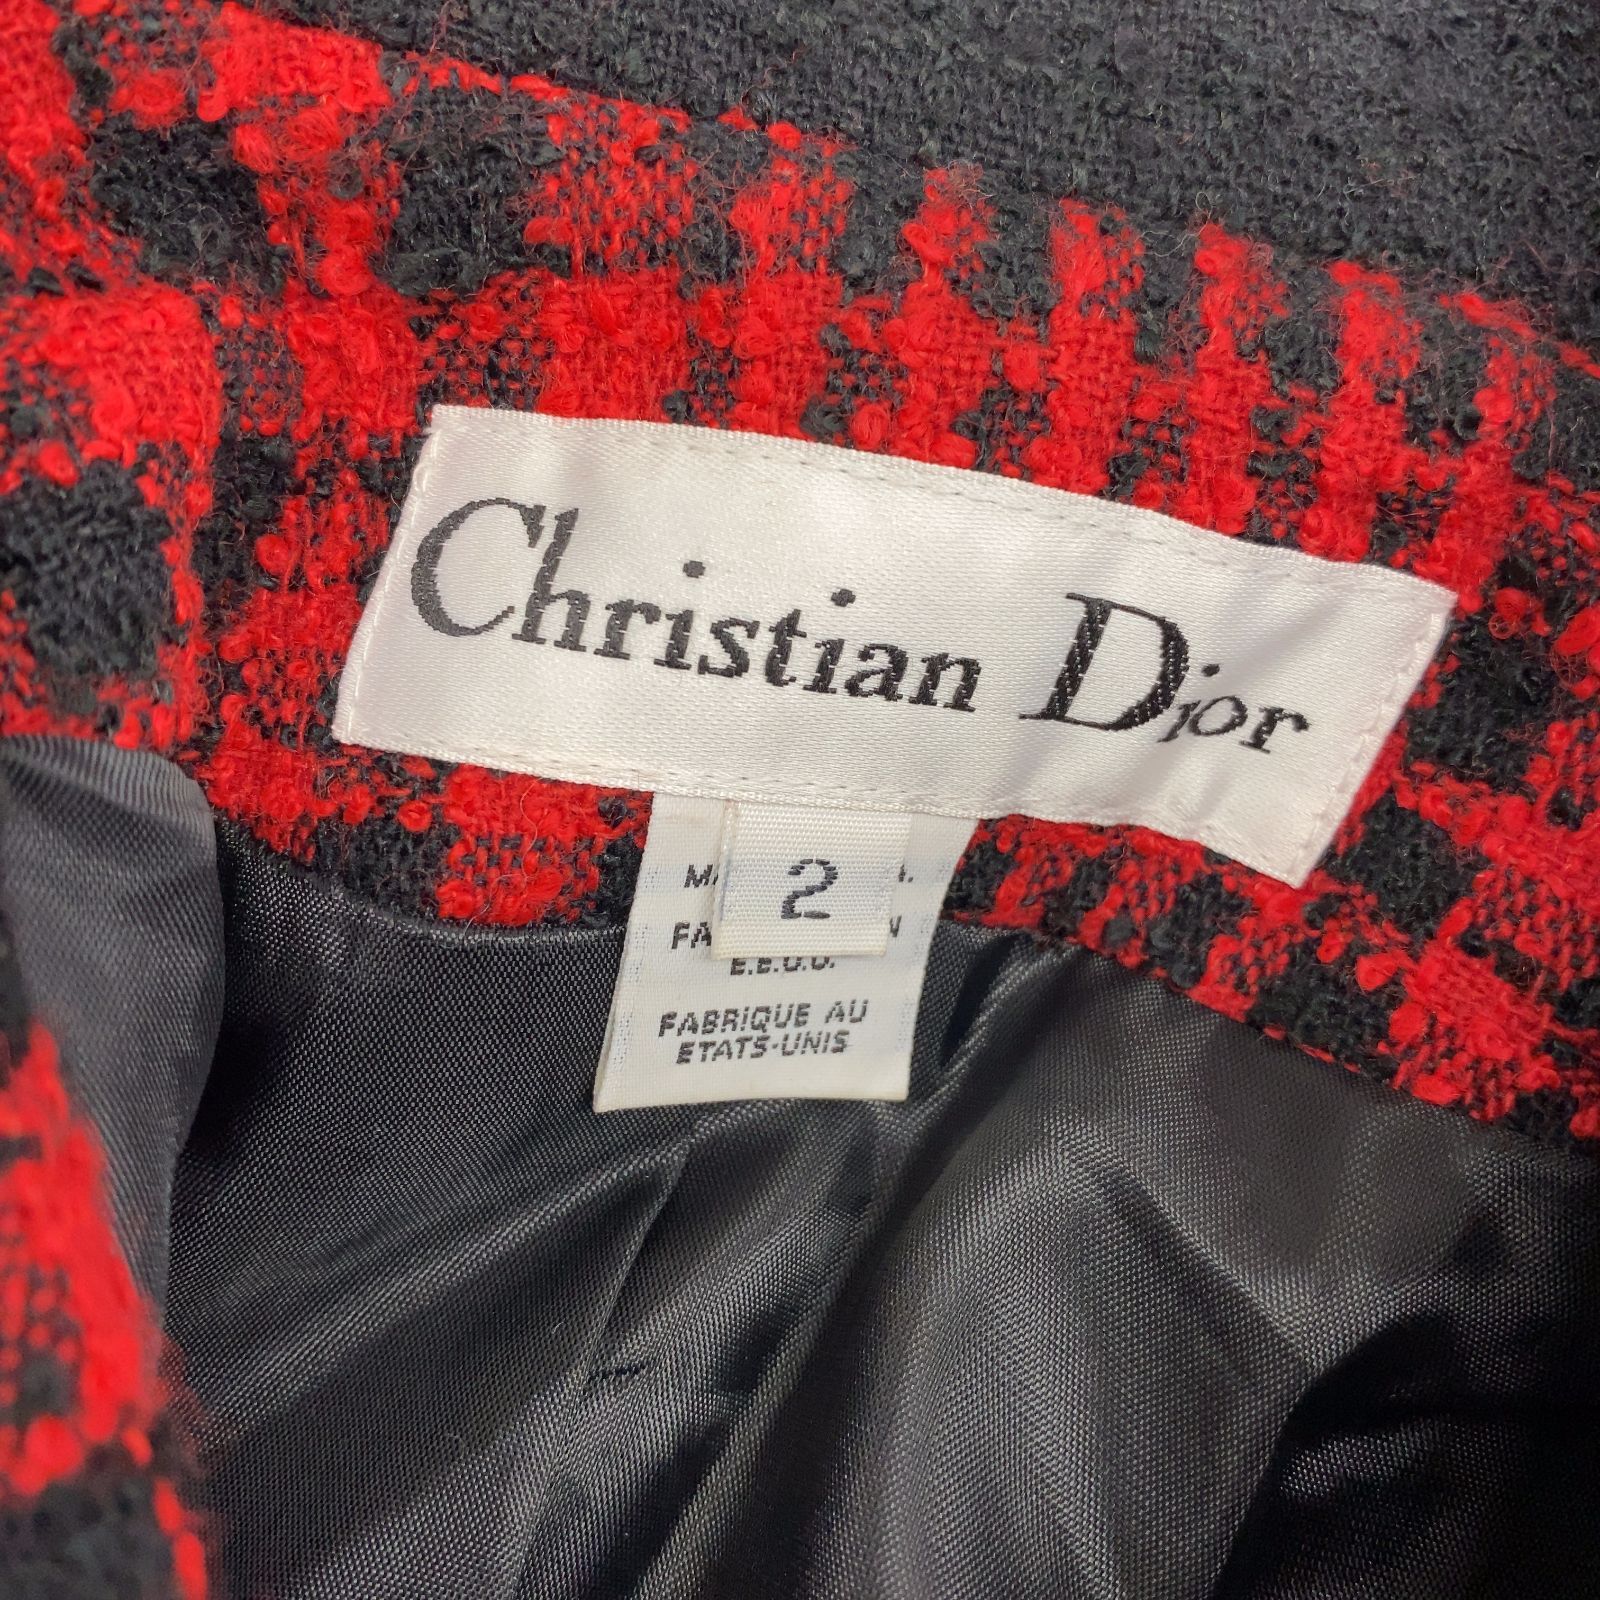 Christian Dior
2
E.E.U.U.
FABRIQUE AU
ETATS-UNIS